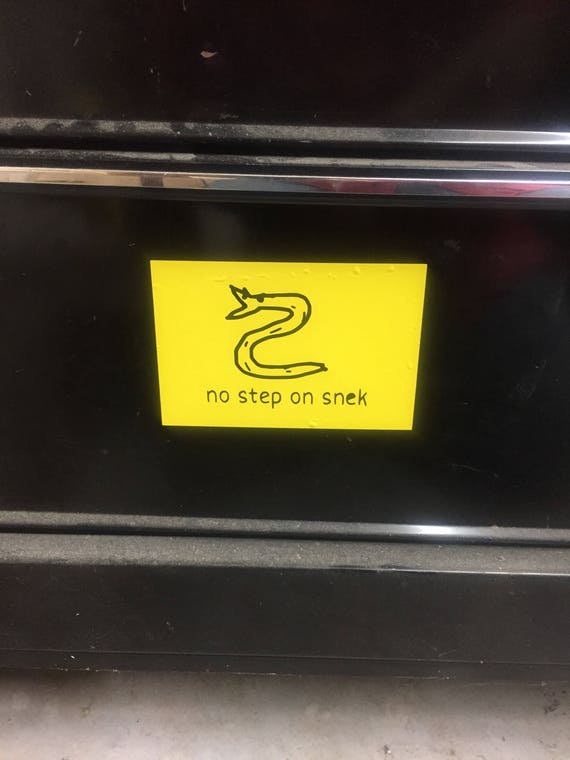 no step on snek